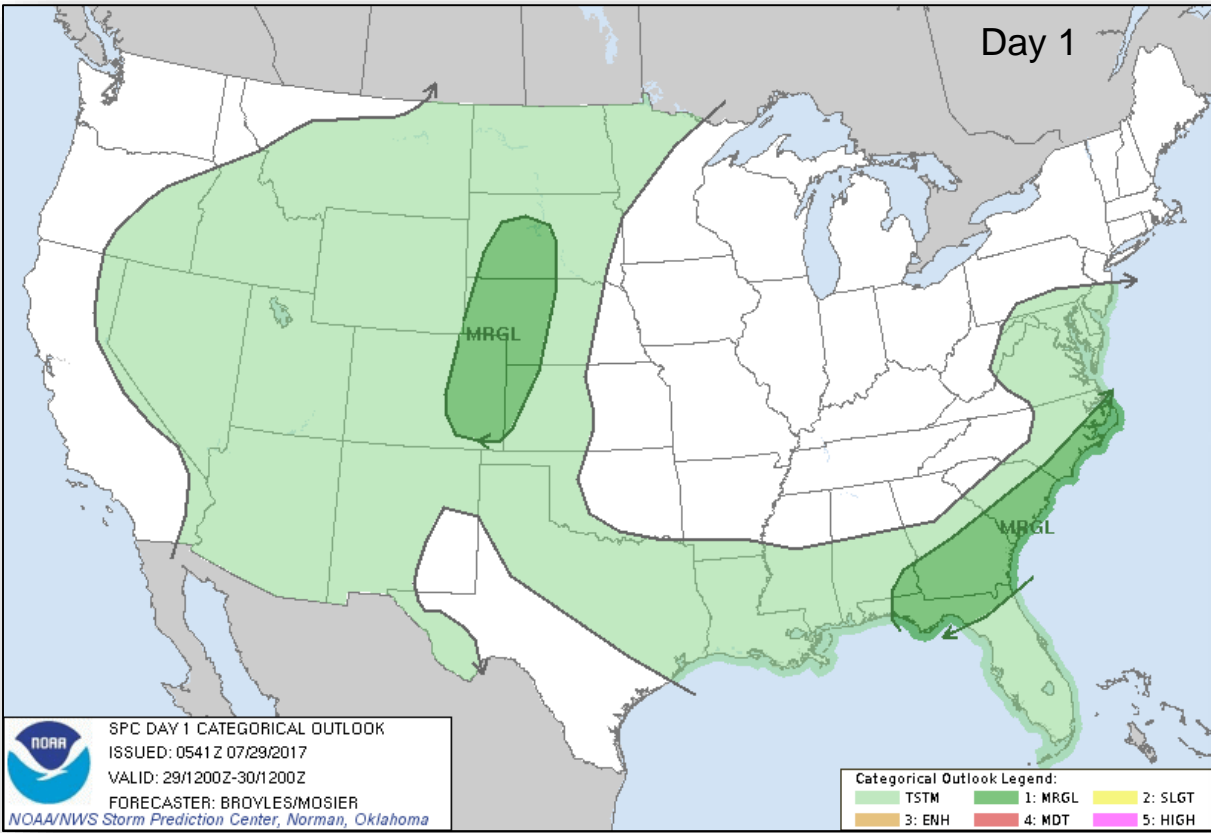 Day 1
MRGL
MRGL
NOAA
SPC DAY 1 CATEGORICAL OUTLOOK
ISSUED: 0541Z 07/29/2017
VALID: 29/1200Z-30/1200Z
FORECASTER: BROYLES/MOSIER
NOAA/NWS Storm Prediction Center, Norman, Oklahoma
Categorical Outlook Legend:
TSTM 1: MRGL 2: SLGT
3: ENH 4: MDT 5: HIGH